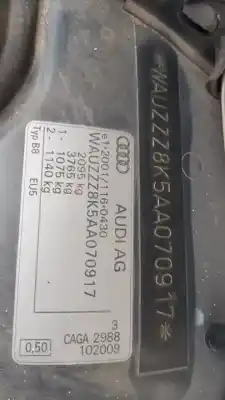 AUDI AG
e1*2001/116*0430
WAUZZZ8K5AA070917
2095 kg
3765 kg
1- 1075 kg
2- 1140 kg
Typ B8 EU5
3
CAGA 2988
0,50 102009
*WAUZZZ8K5AA070917*